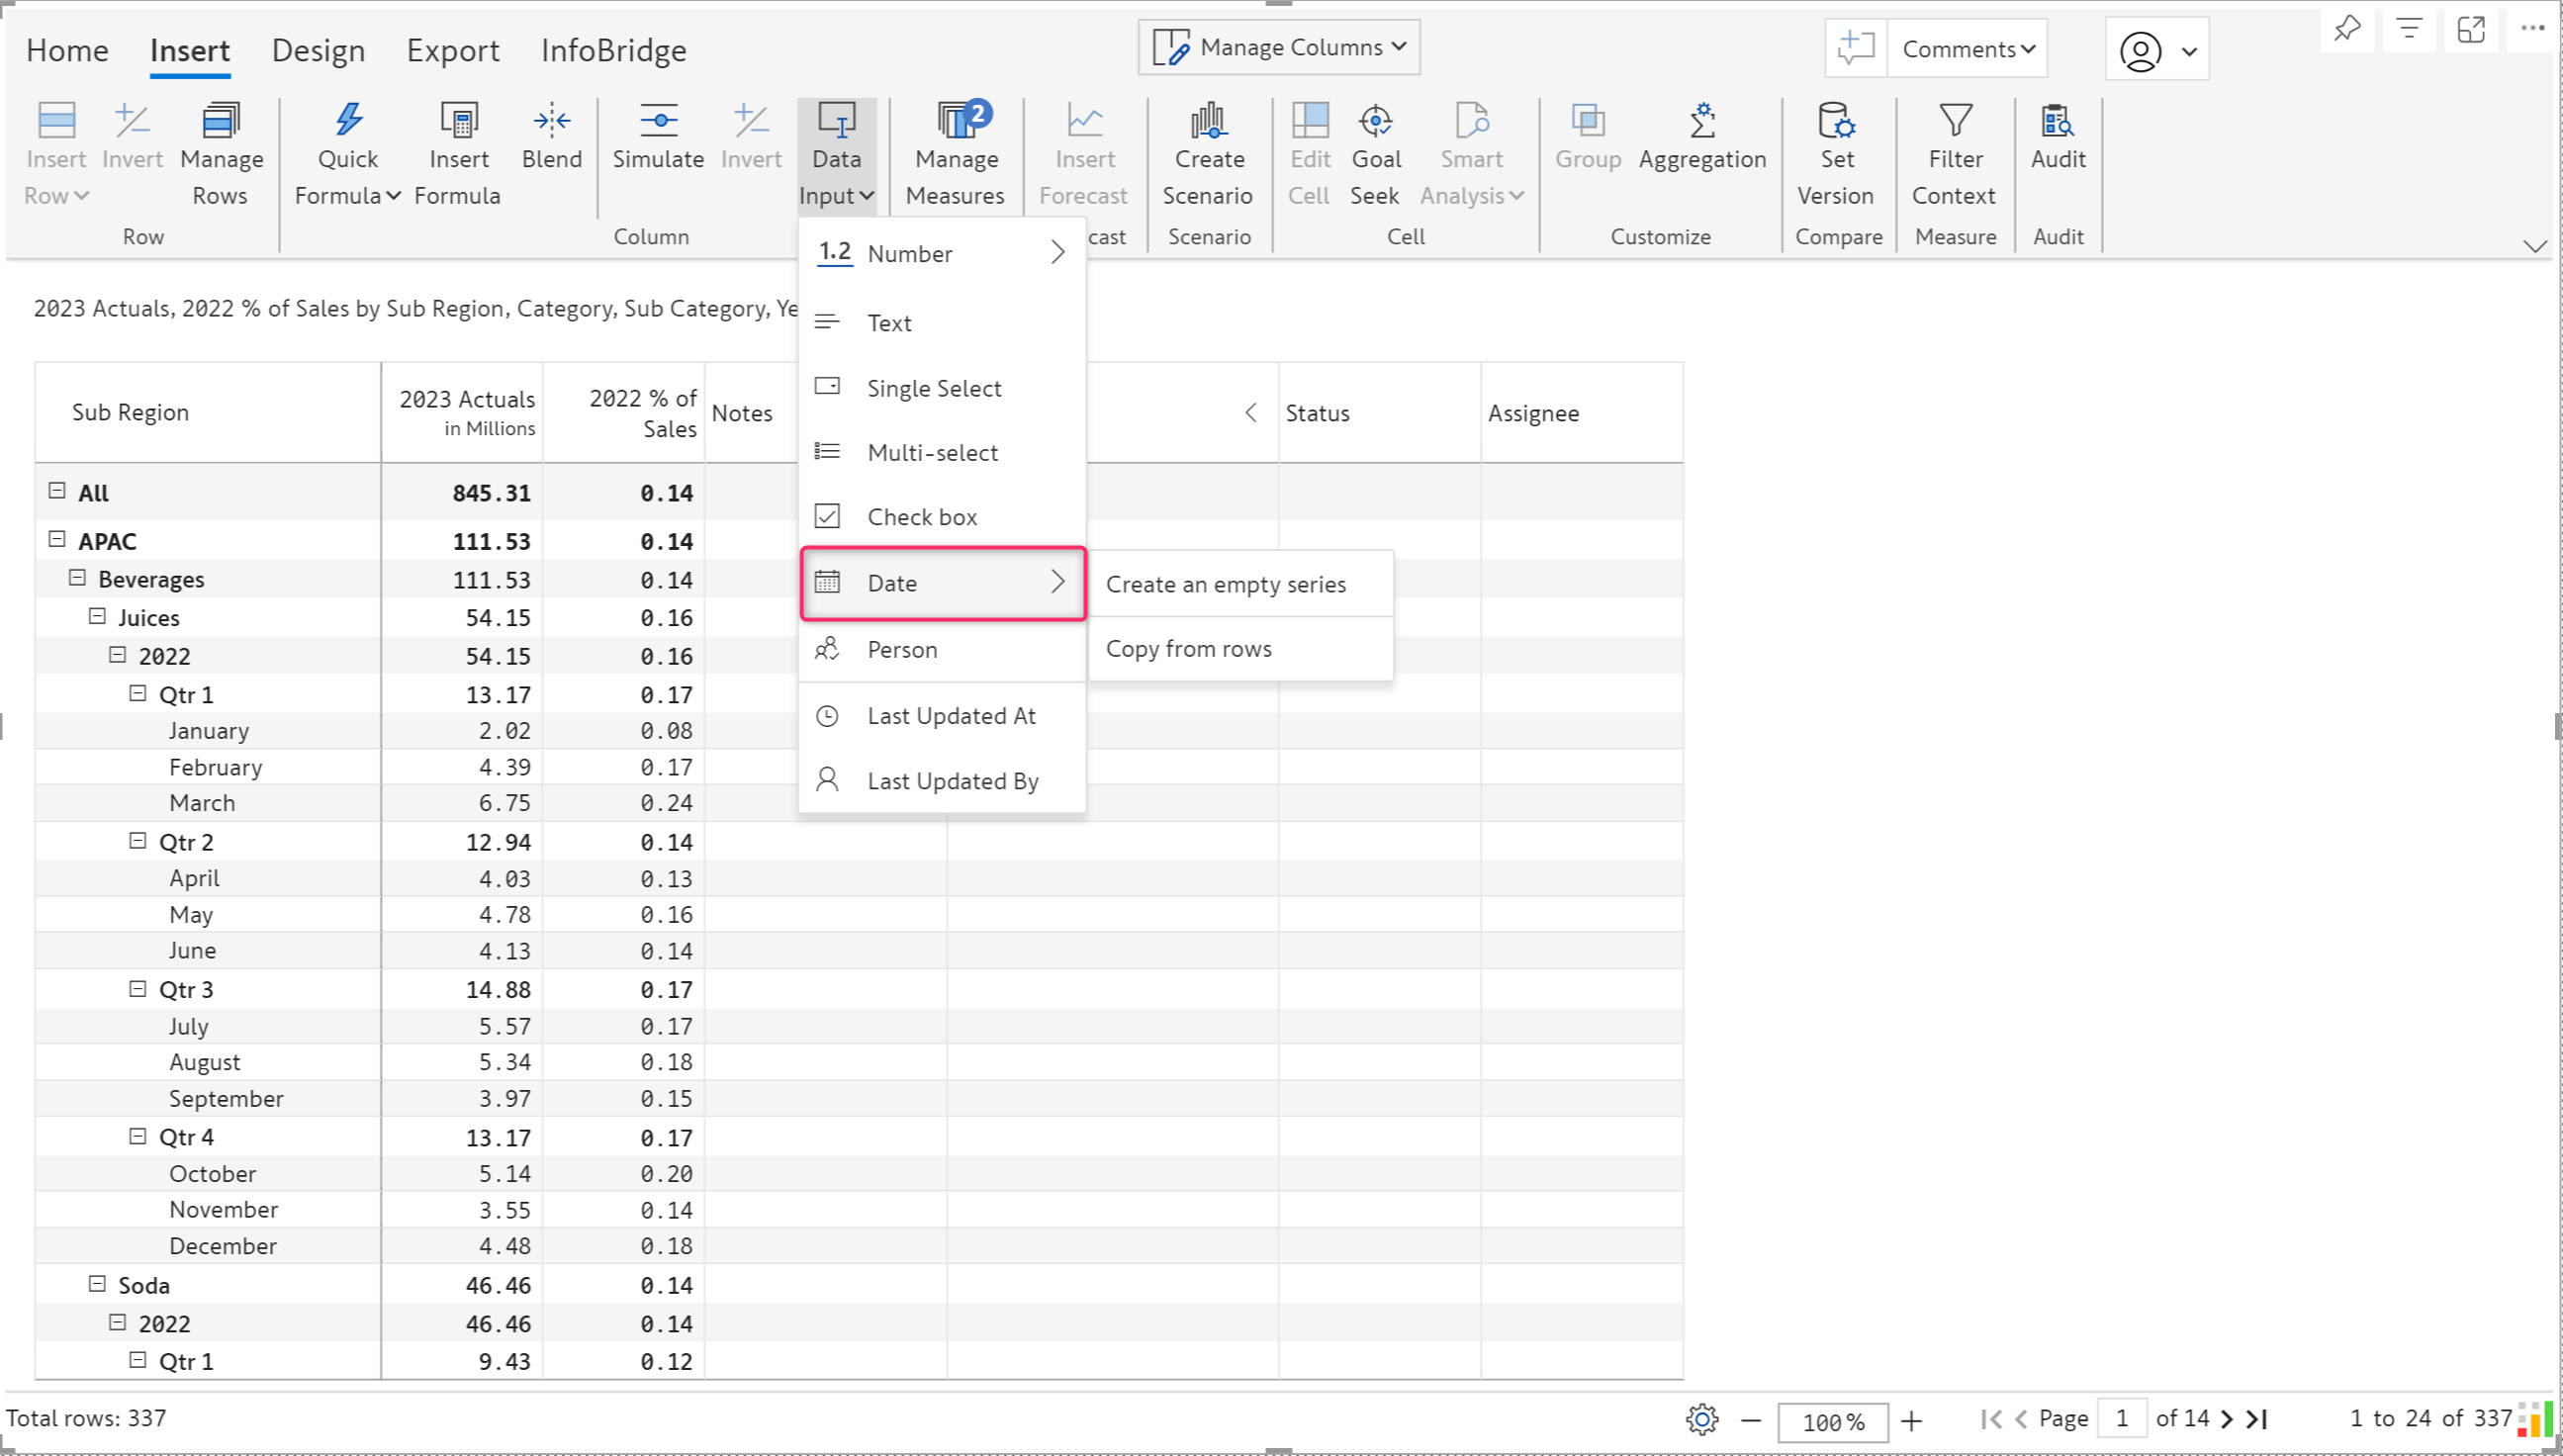 Home Insert Design Export InfoBridge
Manage Columns
Comments
Insert Row
Invert
Manage Rows
Row
Quick Formula
Insert Formula
Blend
Simulate
Invert
Data Input
Column
2
Manage Measures
Insert Forecast
cast
Create Scenario
Scenario
Edit Cell
Goal Seek
Smart Analysis
Cell
Group
Aggregation
Customize
Set Version
Compare
Filter Context
Measure
Audit
Audit
2023 Actuals, 2022 % of Sales by Sub Region, Category, Sub Category, Ye
1.2 Number
Text
Single Select
Multi-select
Check box
Date
Person
Last Updated At
Last Updated By
Create an empty series
Copy from rows
Sub Region 2023 Actuals in Millions 2022 % of Sales Notes Status Assignee
All 845.31 0.14
APAC 111.53 0.14
Beverages 111.53 0.14
Juices 54.15 0.16
2022 54.15 0.16
Qtr 1 13.17 0.17
January 2.02 0.08
February 4.39 0.17
March 6.75 0.24
Qtr 2 12.94 0.14
April 4.03 0.13
May 4.78 0.16
June 4.13 0.14
Qtr 3 14.88 0.17
July 5.57 0.17
August 5.34 0.18
September 3.97 0.15
Qtr 4 13.17 0.17
October 5.14 0.20
November 3.55 0.14
December 4.48 0.18
Soda 46.46 0.14
2022 46.46 0.14
Qtr 1 9.43 0.12
Total rows: 337
100%
Page 1 of 14
1 to 24 of 337